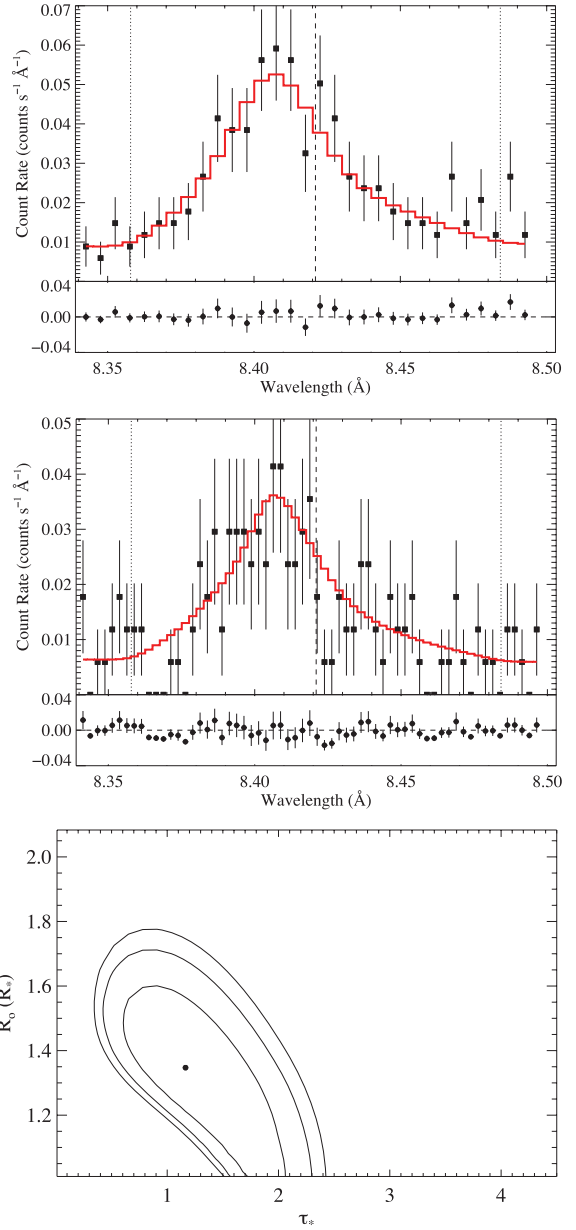 0.07
0.06
0.05
0.04
0.03
0.02
0.01
Count Rate (counts s⁻¹ Å⁻¹)
0.04
0.00
−0.04
8.35 8.40 8.45 8.50
Wavelength (Å)
0.05
0.04
0.03
0.02
0.01
Count Rate (counts s⁻¹ Å⁻¹)
0.04
0.00
−0.04
8.35 8.40 8.45 8.50
Wavelength (Å)
2.0
1.8
1.6
1.4
1.2
Rₒ (R*)
1 2 3 4
τ*